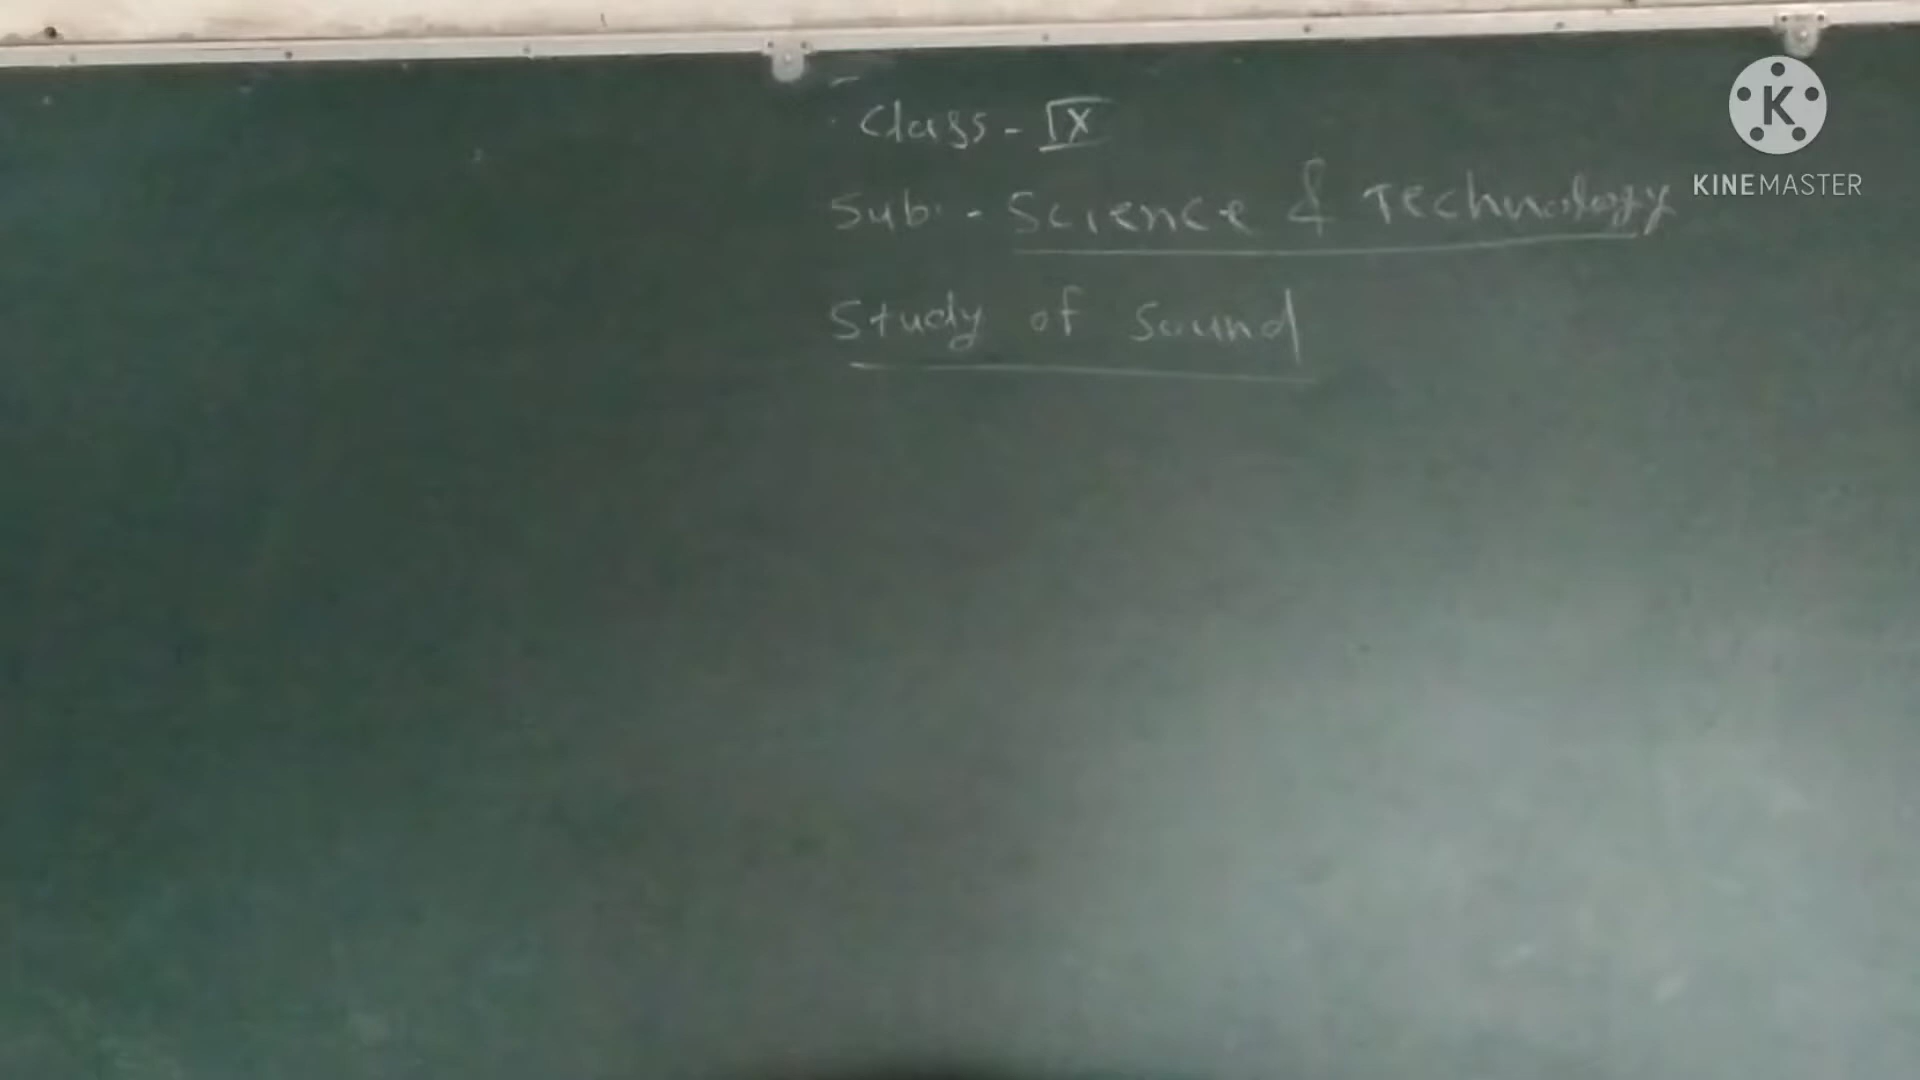 Class - IX
Sub. - Science & Technology
Study of Sound
K
KINEMASTER